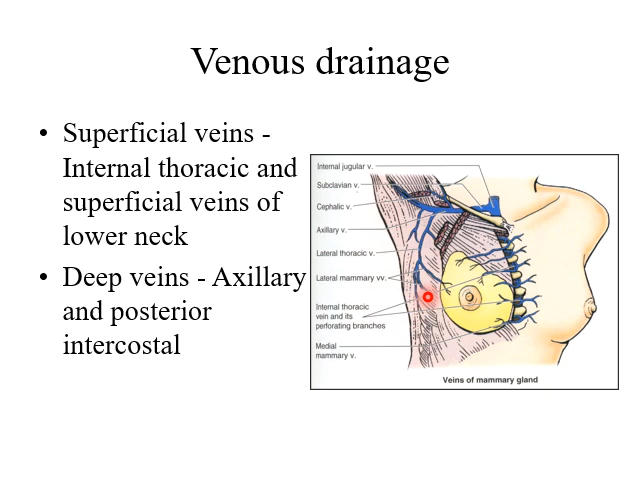 Venous drainage
• Superficial veins -
Internal thoracic and
superficial veins of
lower neck
• Deep veins - Axillary
and posterior
intercostal
Internal jugular v.
Subclavian v.
Cephalic v.
Axillary v.
Lateral thoracic v.
Lateral mammary vv.
Internal thoracic
vein and its
perforating branches
Medial
mammary v.
Veins of mammary gland